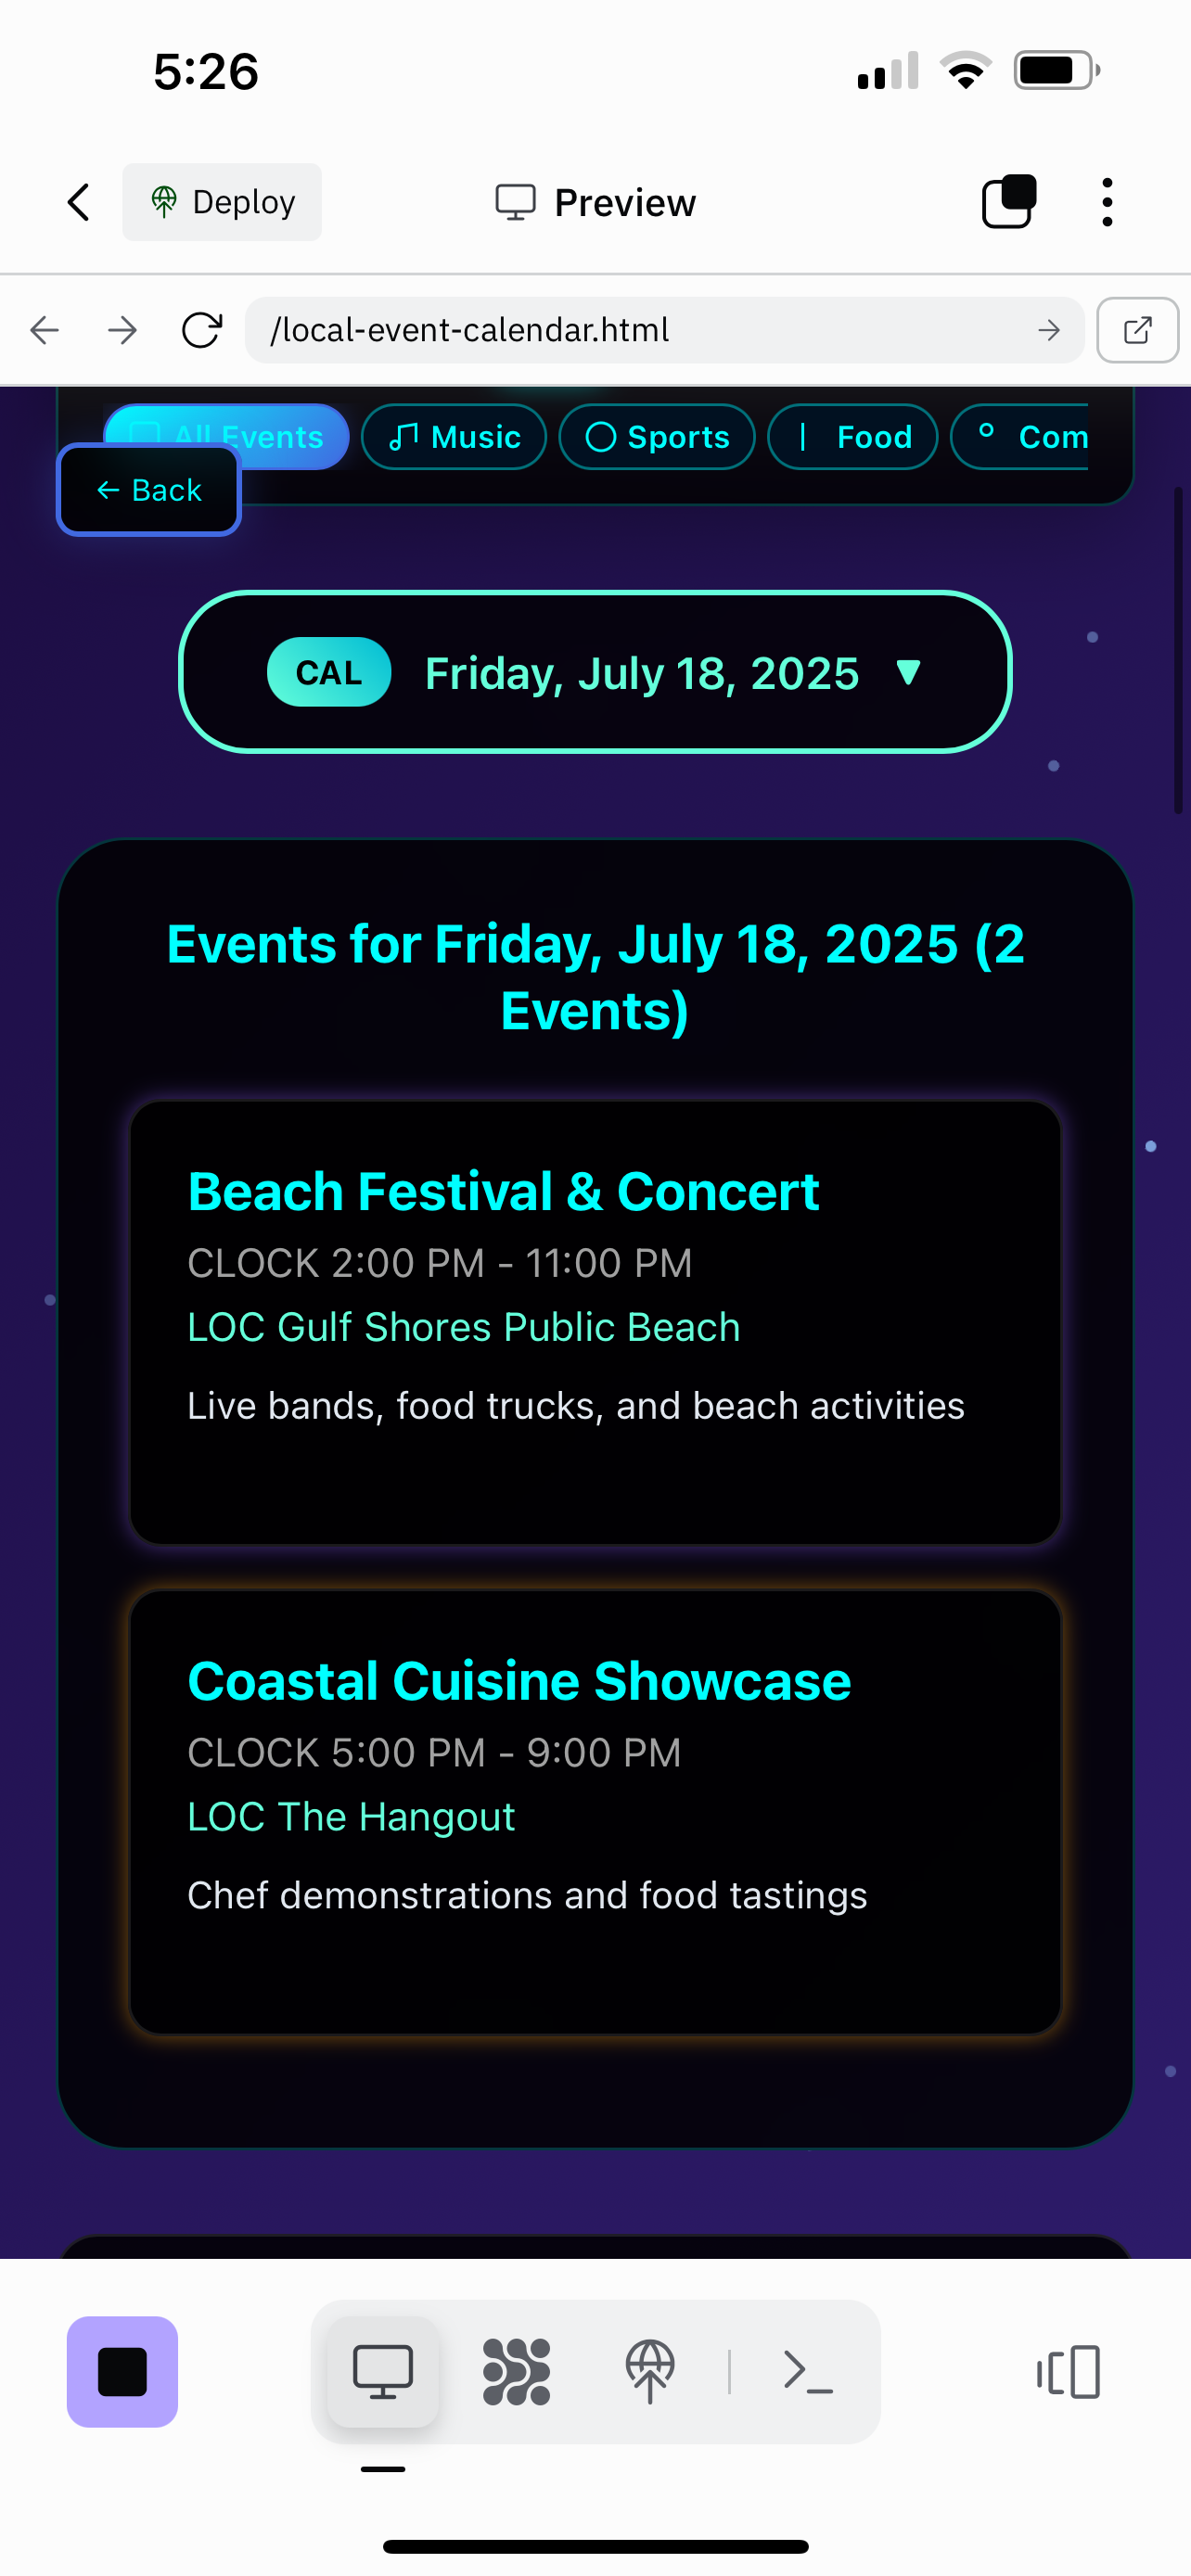 5:26
Deploy
Preview
/local-event-calendar.html
All Events
Music
Sports
Food
Com
← Back
CAL
Friday, July 18, 2025
Events for Friday, July 18, 2025 (2
Events)
Beach Festival & Concert
CLOCK 2:00 PM - 11:00 PM
LOC Gulf Shores Public Beach
Live bands, food trucks, and beach activities
Coastal Cuisine Showcase
CLOCK 5:00 PM - 9:00 PM
LOC The Hangout
Chef demonstrations and food tastings